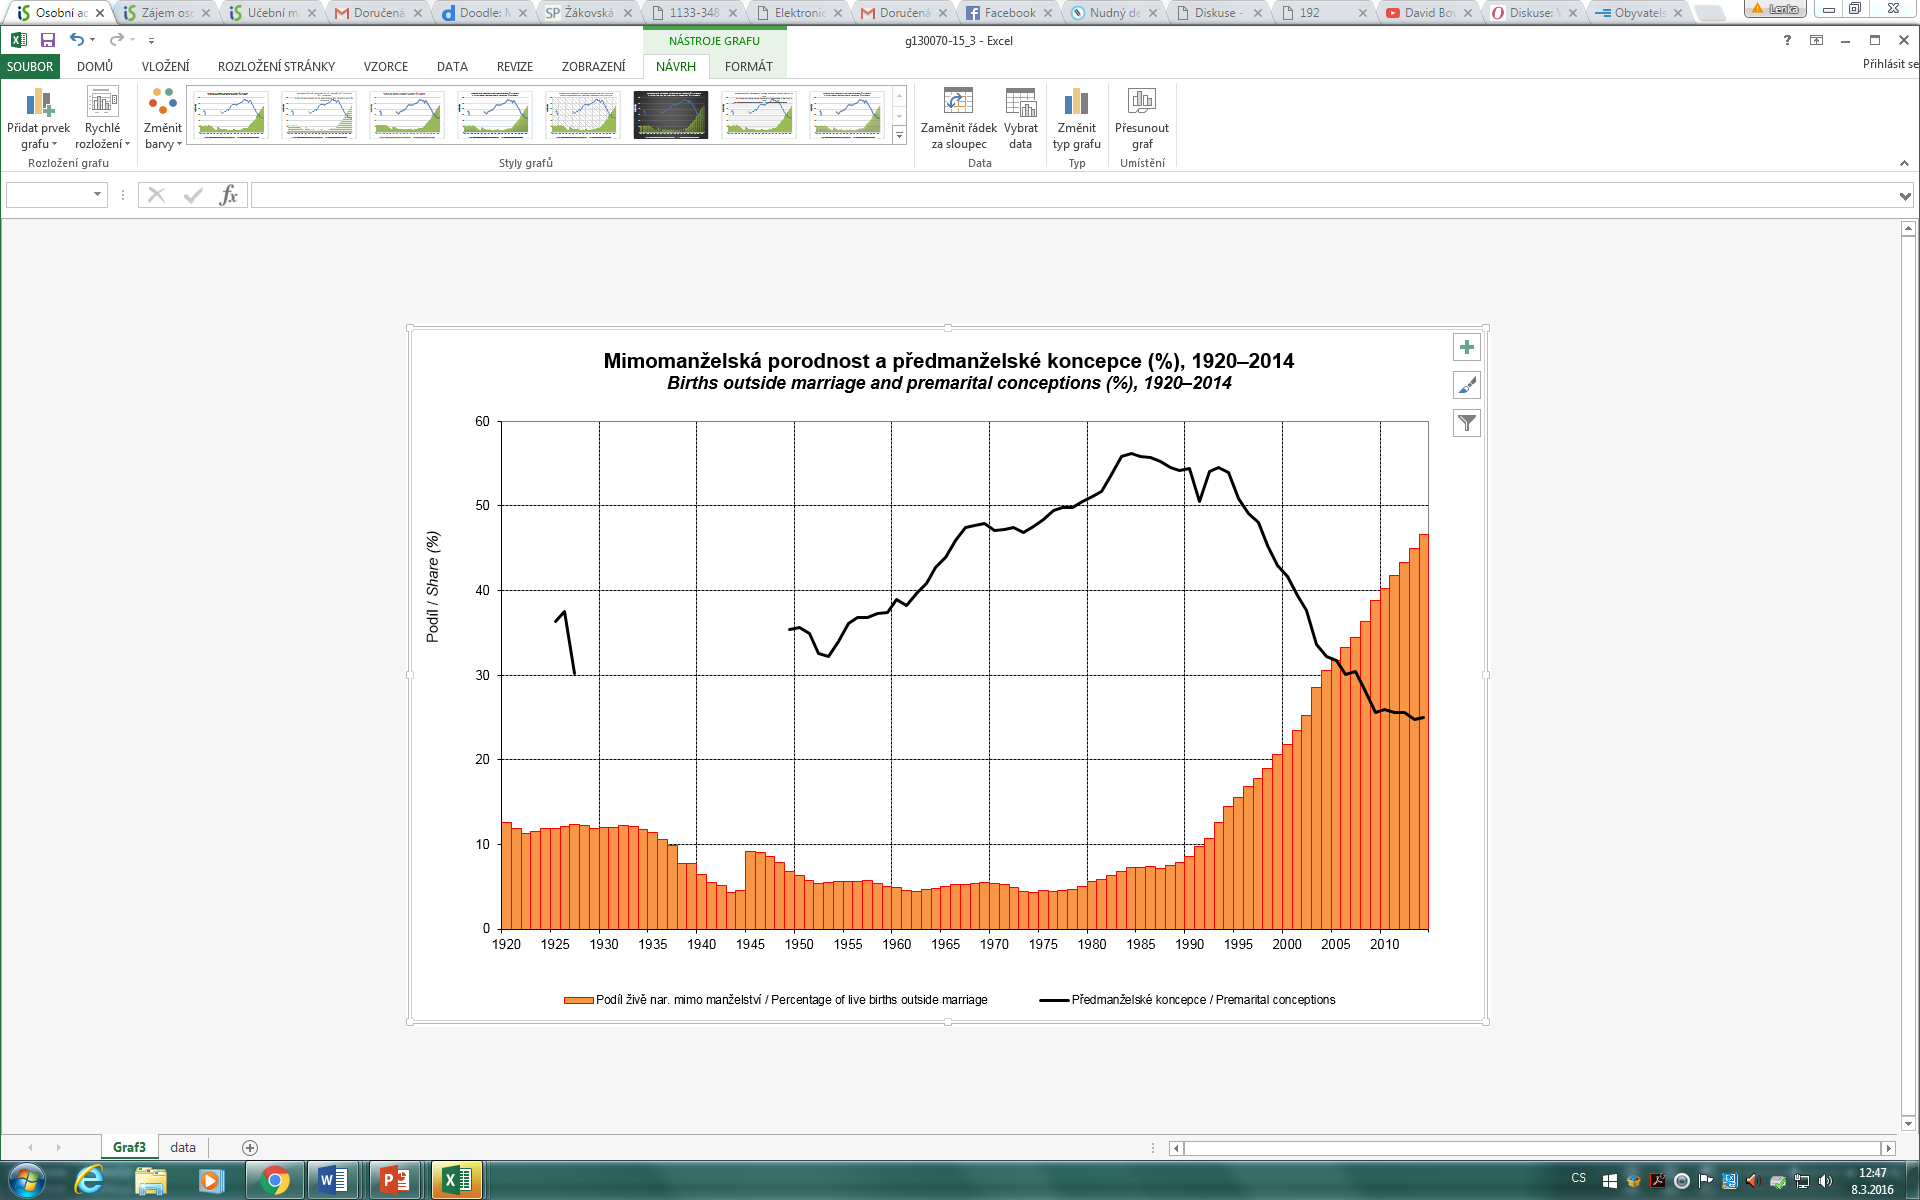 Osobní ad
Zájem oso
Učební m
Doručená
Doodle: M
Žákovská
1133-348
Elektronic
Doručená
Facebook
Nudný de
Diskuse -
192
David Bov
Diskuse: V
Obyvatels
Lenka
NÁSTROJE GRAFU
g130070-15_3 - Excel
SOUBOR DOMŮ VLOŽENÍ ROZLOŽENÍ STRÁNKY VZORCE DATA REVIZE ZOBRAZENÍ NÁVRH FORMÁT
Přihlásit se
Přidat prvek
grafu
Rychlé
rozložení
Změnit
barvy
Zaměnit řádek
za sloupec
Vybrat
data
Změnit
typ grafu
Přesunout
graf
Rozložení grafu
Styly grafů
Data
Typ
Umístění
fx
Mimomanželská porodnost a předmanželské koncepce (%), 1920–2014
Births outside marriage and premarital conceptions (%), 1920–2014
Podíl / Share (%)
60
50
40
30
20
10
0
1920 1925 1930 1935 1940 1945 1950 1955 1960 1965 1970 1975 1980 1985 1990 1995 2000 2005 2010
Podíl živě nar. mimo manželství / Percentage of live births outside marriage
Předmanželské koncepce / Premarital conceptions
Graf3
data
CS
12:47
8.3.2016